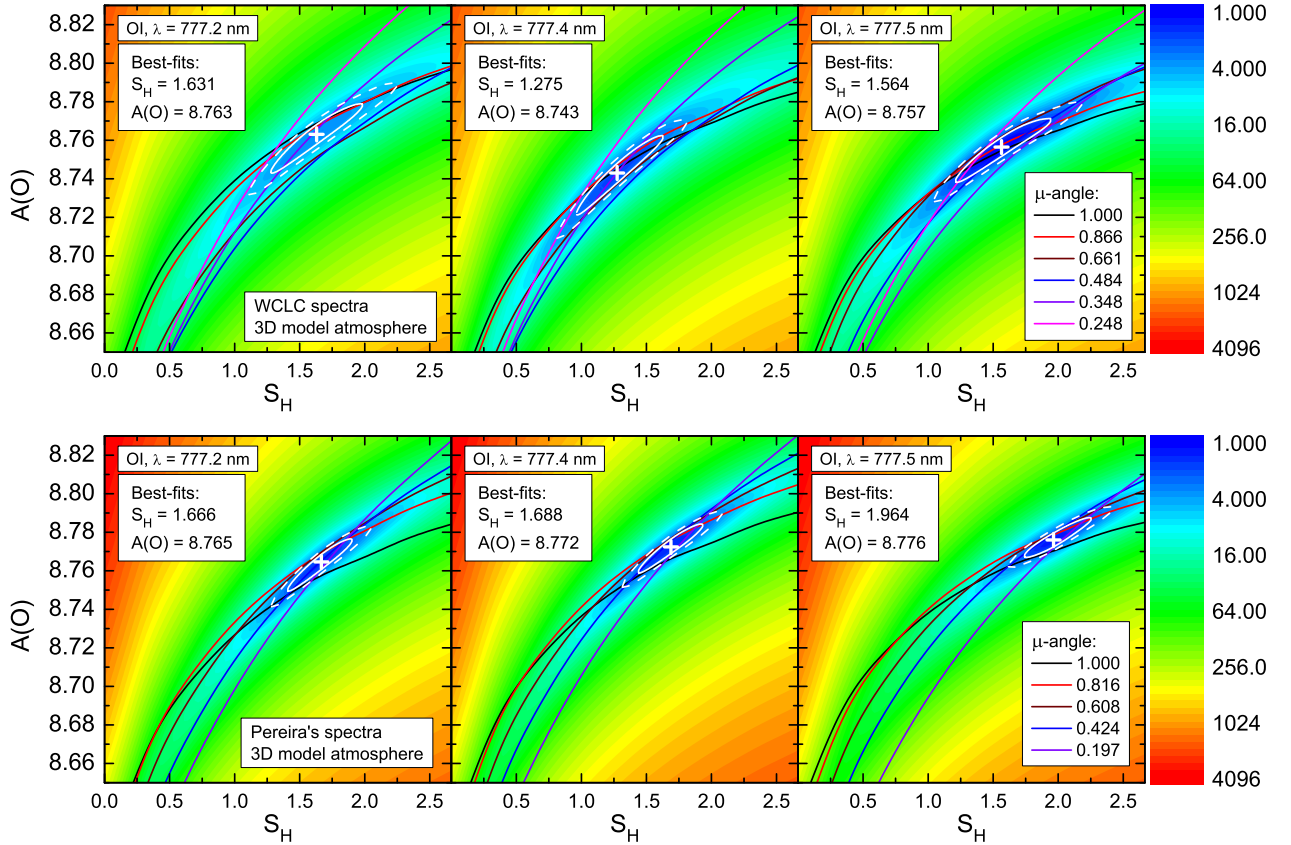 OI, λ = 777.2 nm
Best-fits:
S_H = 1.631
A(O) = 8.763
WCLC spectra
3D model atmosphere
OI, λ = 777.4 nm
Best-fits:
S_H = 1.275
A(O) = 8.743
OI, λ = 777.5 nm
Best-fits:
S_H = 1.564
A(O) = 8.757
μ-angle:
1.000
0.866
0.661
0.484
0.348
0.248
A(O)
8.82
8.80
8.78
8.76
8.74
8.72
8.70
8.68
8.66
0.0 0.5 1.0 1.5 2.0 2.5
0.5 1.0 1.5 2.0 2.5
0.5 1.0 1.5 2.0 2.5
S_H
S_H
S_H
1.000
4.000
16.00
64.00
256.0
1024
4096
OI, λ = 777.2 nm
Best-fits:
S_H = 1.666
A(O) = 8.765
Pereira's spectra
3D model atmosphere
OI, λ = 777.4 nm
Best-fits:
S_H = 1.688
A(O) = 8.772
OI, λ = 777.5 nm
Best-fits:
S_H = 1.964
A(O) = 8.776
μ-angle:
1.000
0.816
0.608
0.424
0.197
A(O)
8.82
8.80
8.78
8.76
8.74
8.72
8.70
8.68
8.66
0.0 0.5 1.0 1.5 2.0 2.5
0.5 1.0 1.5 2.0 2.5
0.5 1.0 1.5 2.0 2.5
S_H
S_H
S_H
1.000
4.000
16.00
64.00
256.0
1024
4096